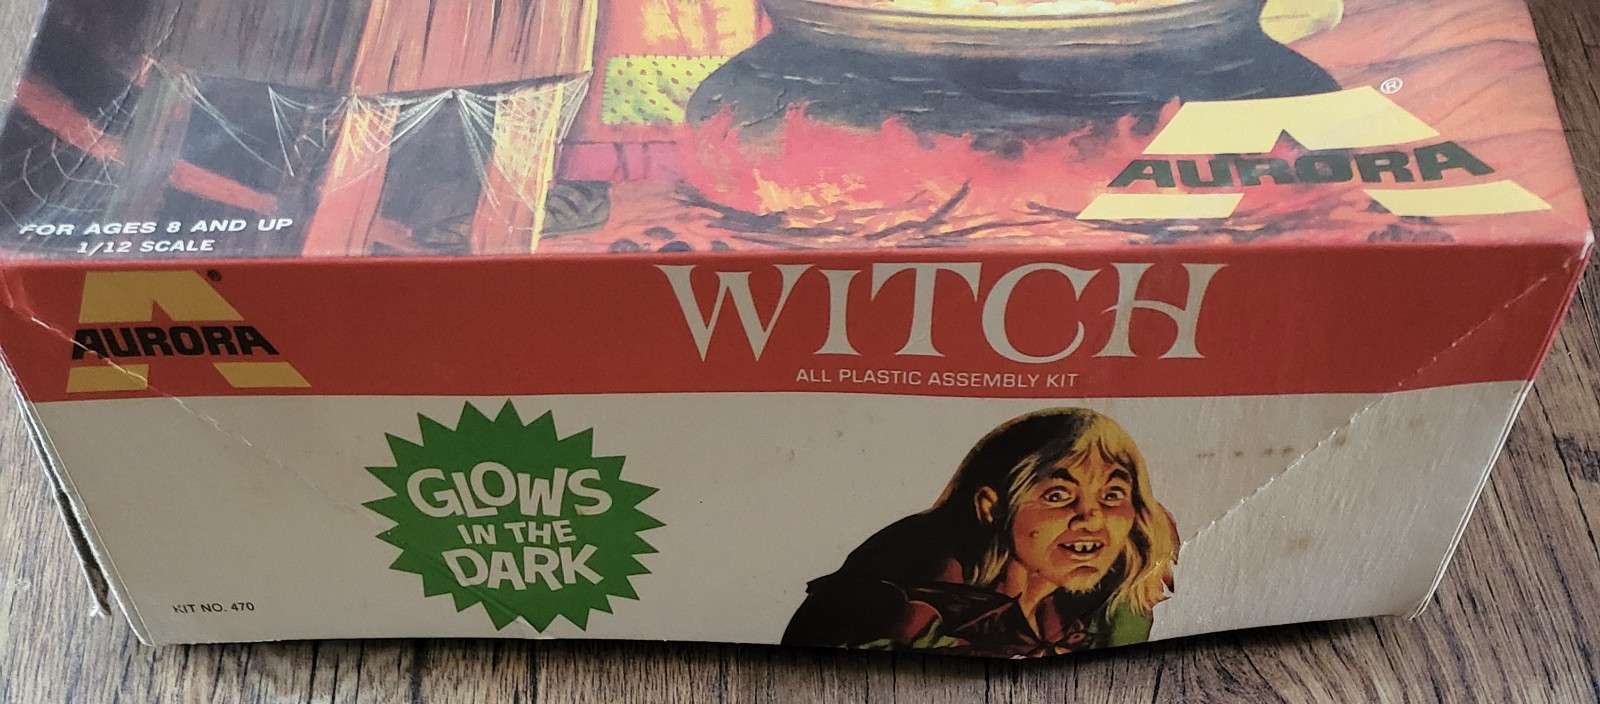 ®
AURORA
FOR AGES 8 AND UP
1/12 SCALE
®
AURORA
WITCH
ALL PLASTIC ASSEMBLY KIT
GLOWS
IN THE
DARK
KIT NO. 470